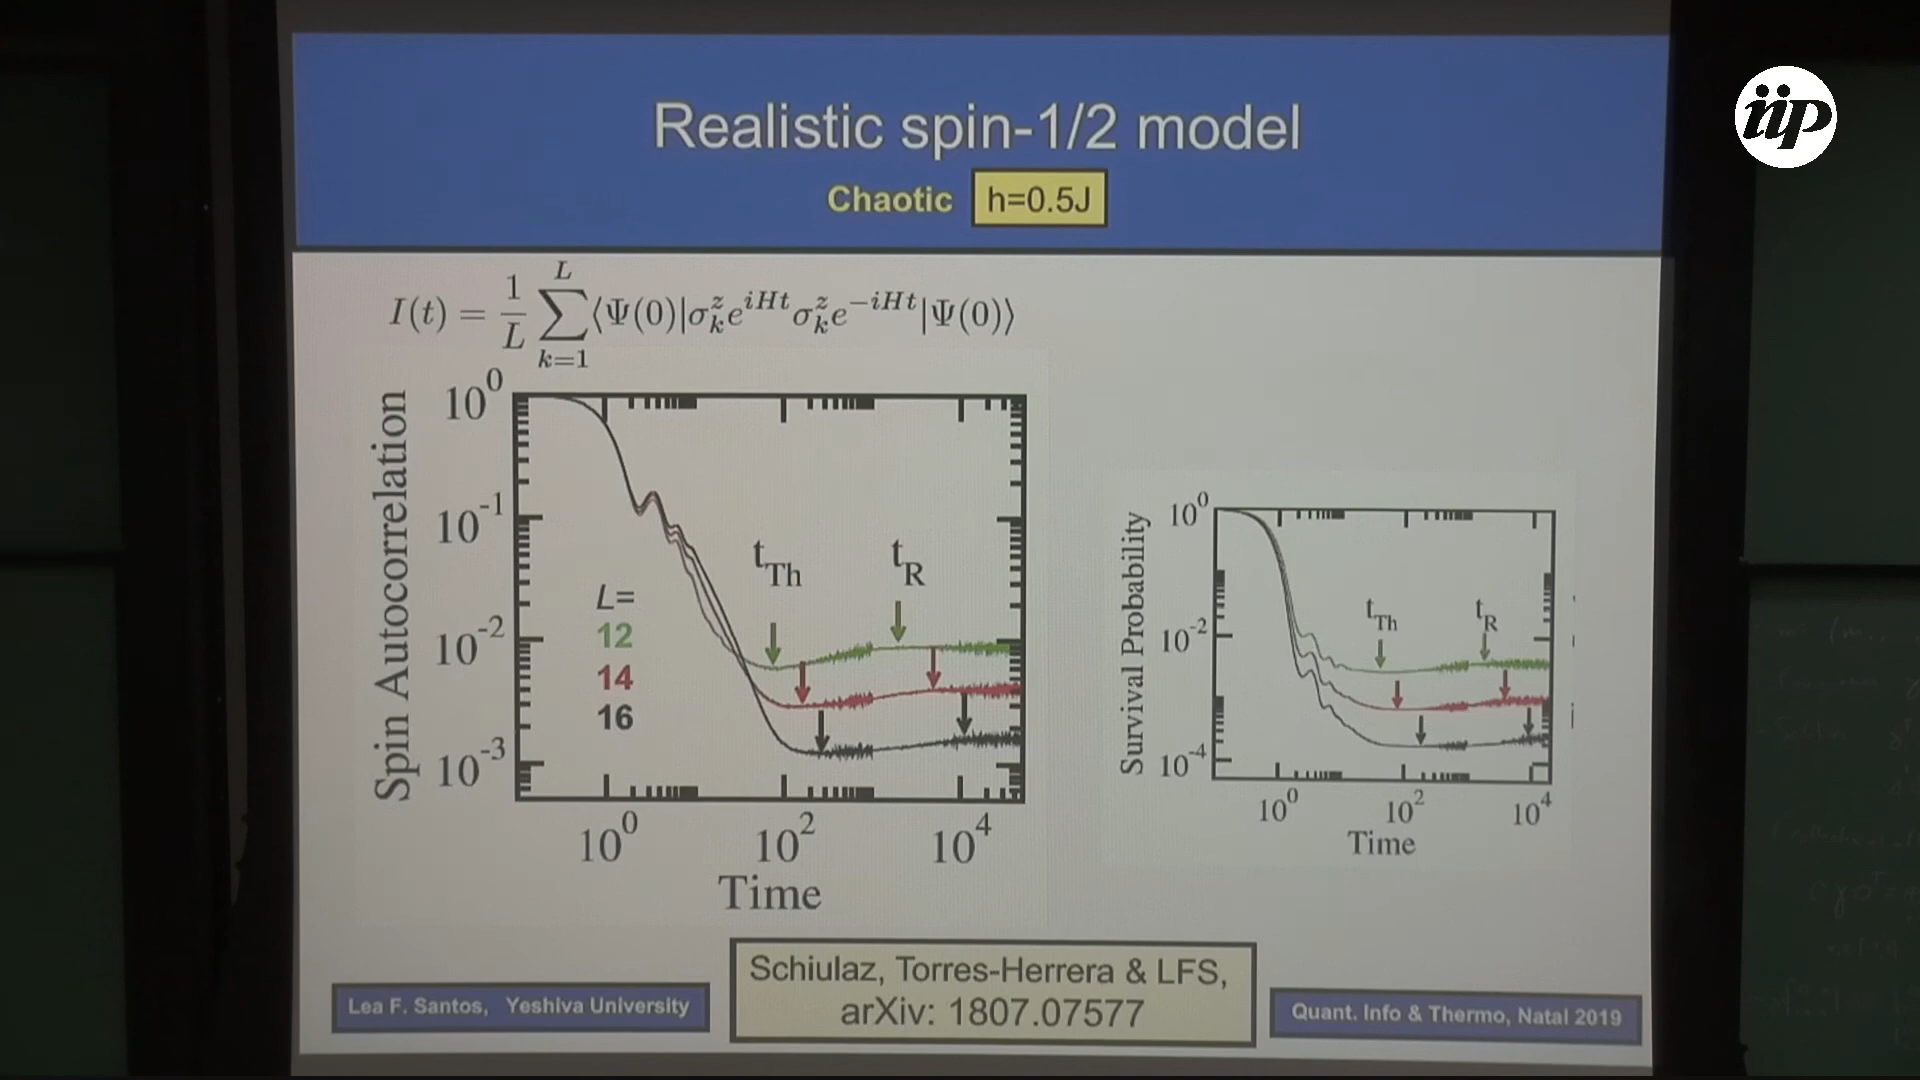 iip
Realistic spin-1/2 model
Chaotic h=0.5J
I(t) = \frac{1}{L} \sum_{k=1}^{L} ⟨Ψ(0)|σ_k^z e^{iHt} σ_k^z e^{-iHt}|Ψ(0)⟩
Spin Autocorrelation
10^0
10^-1
10^-2
10^-3
t_Th
t_R
L=
12
14
16
10^0 10^2 10^4
Time
Survival Probability
10^0
10^-2
10^-4
t_Th
t_R
10^0 10^2 10^4
Time
Schiulaz, Torres-Herrera & LFS,
arXiv: 1807.07577
Lea F. Santos, Yeshiva University
Quant. Info & Thermo, Natal 2019